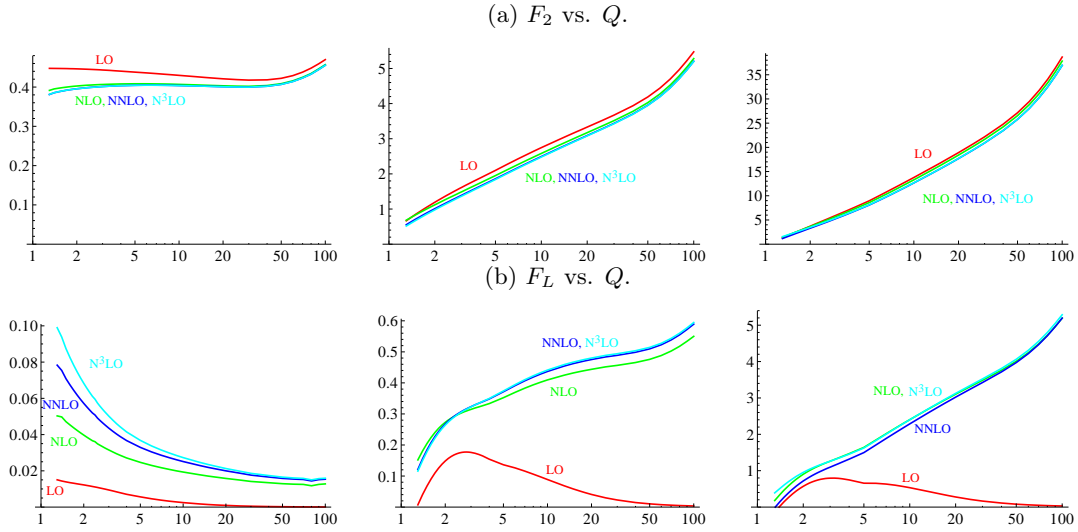 (a) F₂ vs. Q.
0.4
0.3
0.2
0.1
1 2 5 10 20 50 100
LO
NLO, NNLO, N³LO
5
4
3
2
1
1 2 5 10 20 50 100
LO
NLO, NNLO, N³LO
35
30
25
20
15
10
5
1 2 5 10 20 50 100
LO
NLO, NNLO, N³LO
(b) F_L vs. Q.
0.10
0.08
0.06
0.04
0.02
1 2 5 10 20 50 100
N³LO
NNLO
NLO
LO
0.6
0.5
0.4
0.3
0.2
0.1
1 2 5 10 20 50 100
NNLO, N³LO
NLO
LO
5
4
3
2
1
1 2 5 10 20 50 100
NLO, N³LO
NNLO
LO